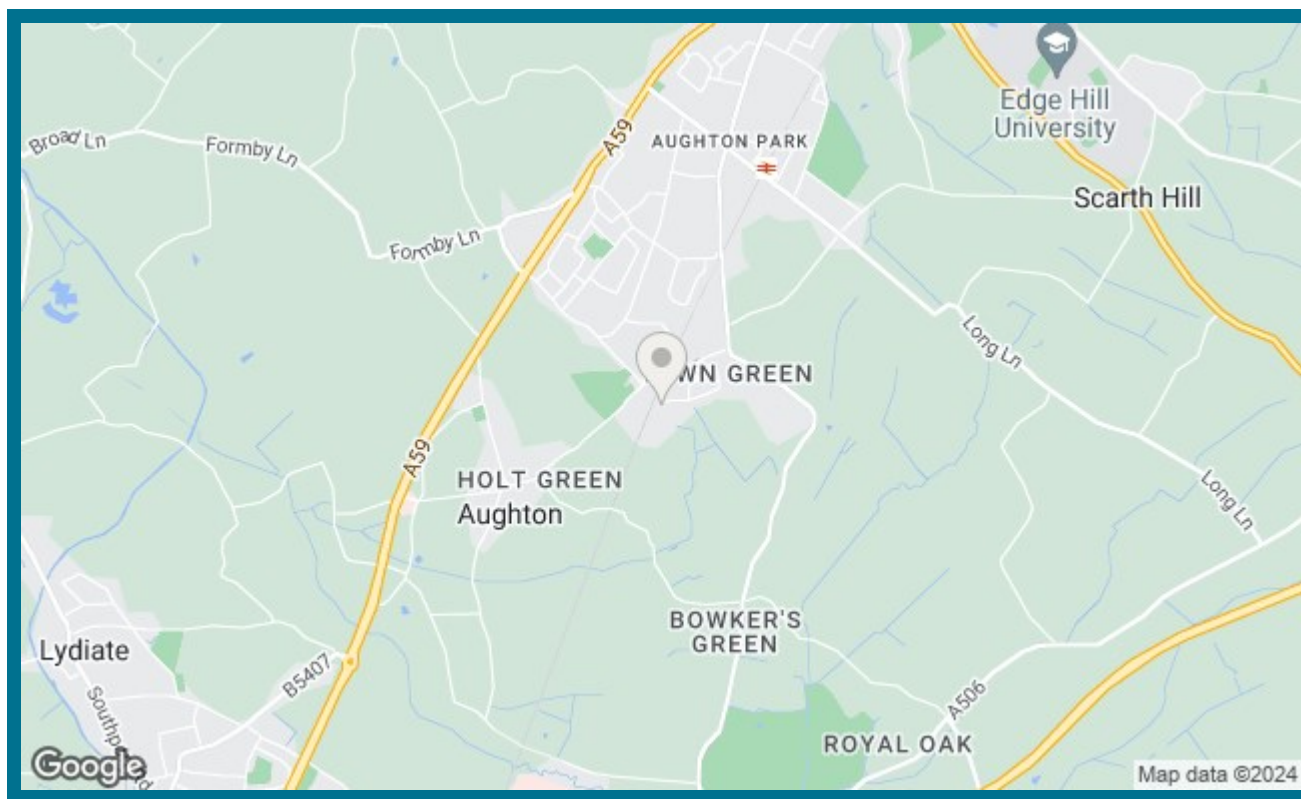 Edge Hill
University
Broad Ln
Formby Ln
A59
AUGHTON PARK
Scarth Hill
Formby Ln
Long Ln
WN GREEN
A59
HOLT GREEN
Aughton
Long Ln
BOWKER'S
GREEN
Lydiate
B5407
A506
ROYAL OAK
Google
Map data ©2024